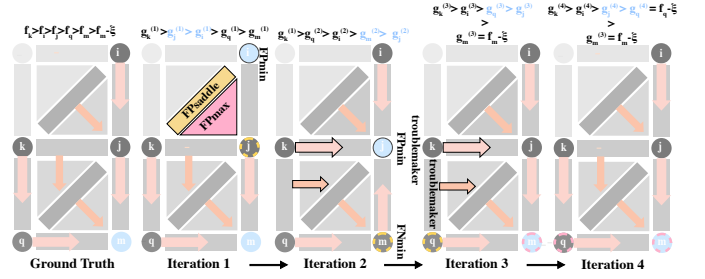 f_k>f_i>f_j>f_q>f_m>f_m-ξ
g_k^(1)>g_j^(1)>g_i^(1)>g_q^(1)>g_m^(1)
g_k^(2)>g_q^(2)>g_i^(2)>g_m^(2)>g_j^(2)
g_k^(3)>g_i^(3)>g_q^(3)>g_j^(3)
>
g_m^(3)=f_m-ξ
g_k^(4)>g_i^(4)>g_j^(4)>g_q^(4)=f_q-ξ
>
g_m^(3)=f_m-ξ
i
k
j
q
m
Ground Truth
FPmin
FPsaddle
FPmax
k
j
q
m
Iteration 1
i
k
j
FPmin
q
m
FNmin
Iteration 2
i
troublemaker
k
j
troublemaker
q
m
Iteration 3
i
k
j
q
m
Iteration 4